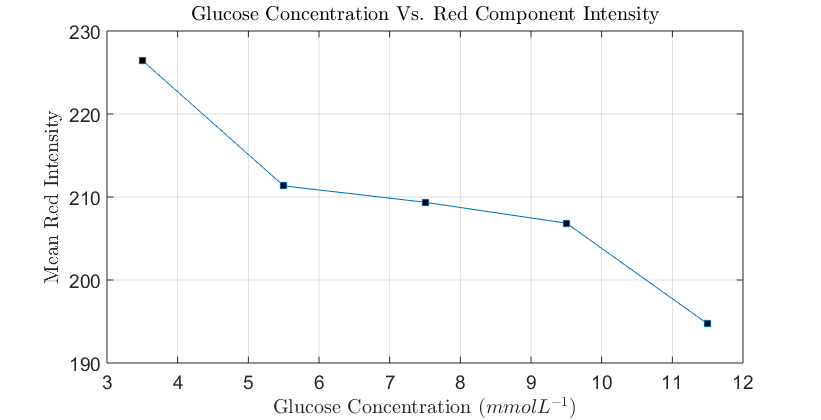 Glucose Concentration Vs. Red Component Intensity
230
220
210
200
190
Mean Red Intensity
3 4 5 6 7 8 9 10 11 12
Glucose Concentration (mmolL⁻¹)